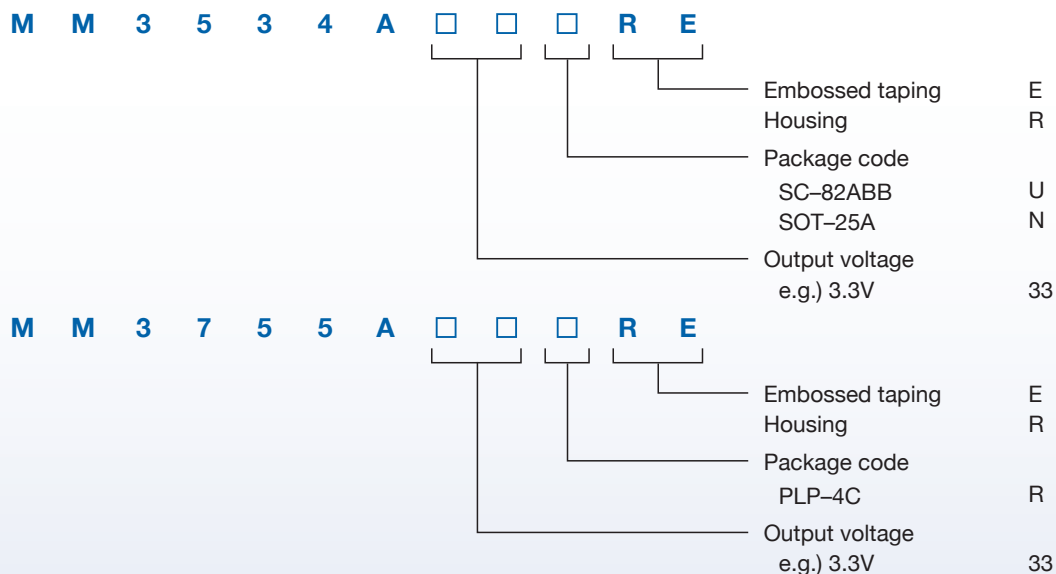 M M 3 5 3 4 A □ □ □ R E
Embossed taping E
Housing R
Package code
SC–82ABB U
SOT–25A N
Output voltage
e.g.) 3.3V 33
M M 3 7 5 5 A □ □ □ R E
Embossed taping E
Housing R
Package code
PLP–4C R
Output voltage
e.g.) 3.3V 33